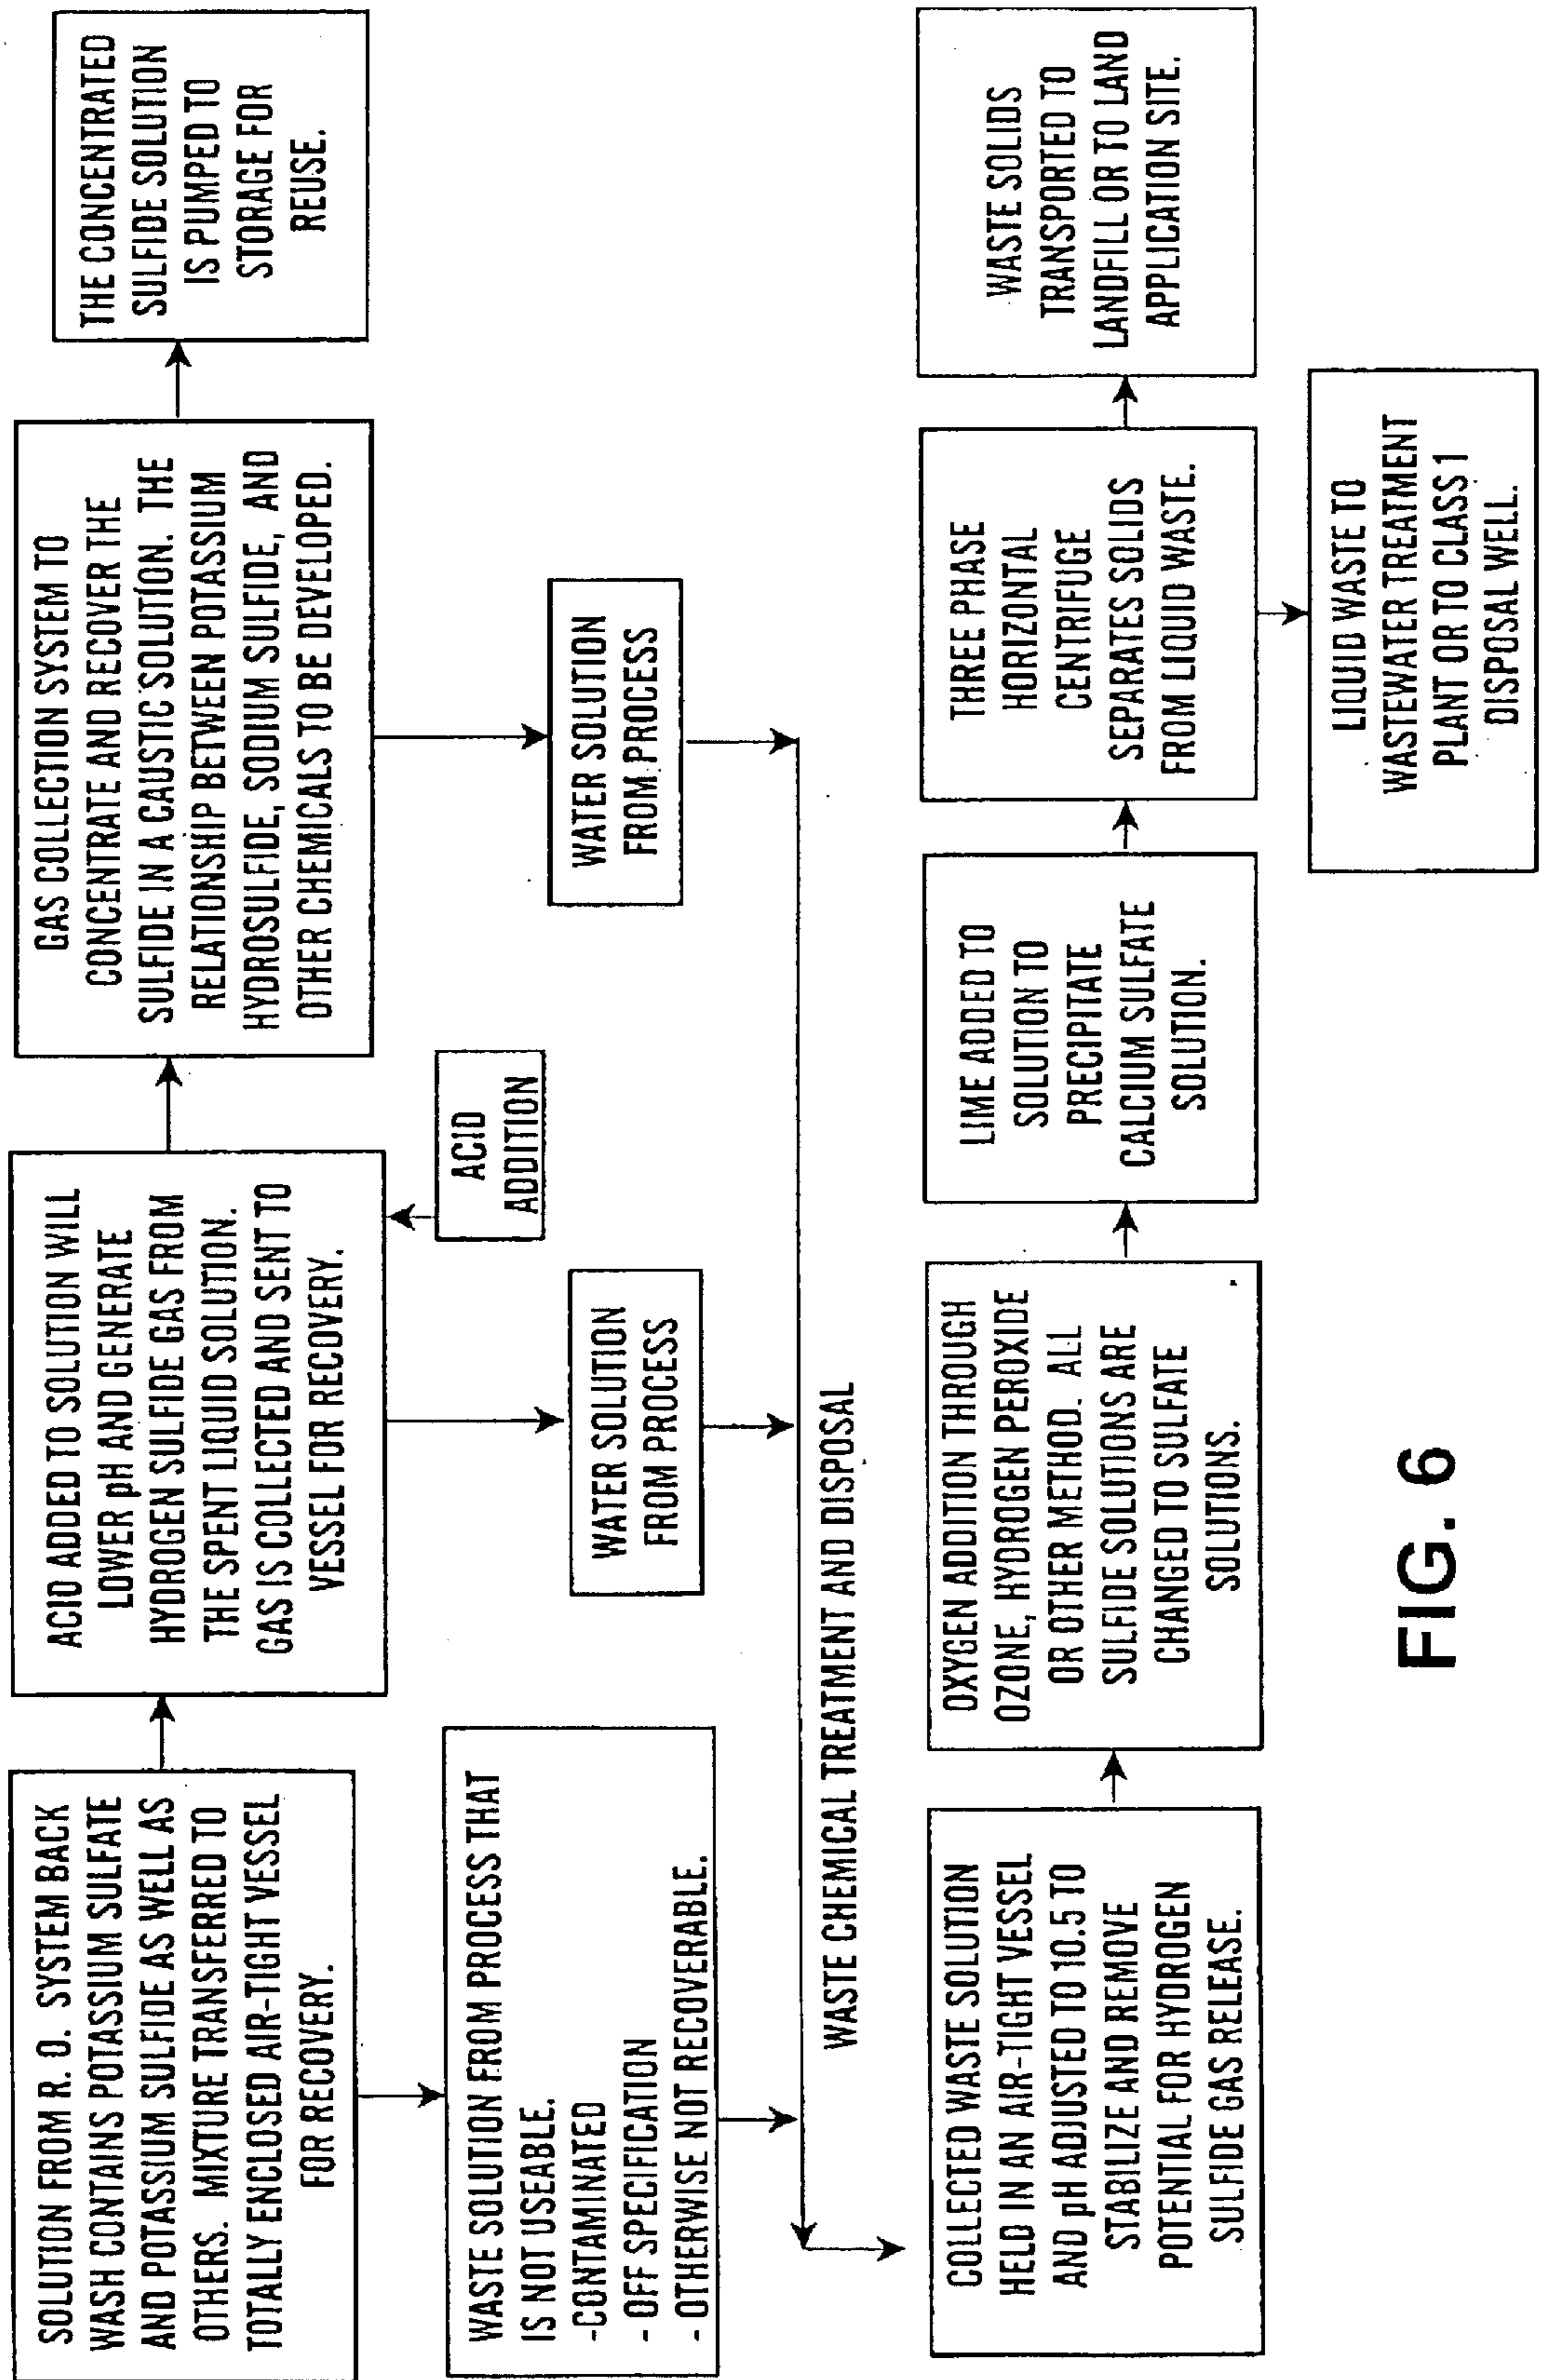 SOLUTION FROM R. O. SYSTEM BACK
WASH CONTAINS POTASSIUM SULFATE
AND POTASSIUM SULFIDE AS WELL AS
OTHERS. MIXTURE TRANSFERRED TO
TOTALLY ENCLOSED AIR-TIGHT VESSEL
FOR RECOVERY.
ACID ADDED TO SOLUTION WILL
LOWER pH AND GENERATE
HYDROGEN SULFIDE GAS FROM
THE SPENT LIQUID SOLUTION.
GAS IS COLLECTED AND SENT TO
VESSEL FOR RECOVERY.
GAS COLLECTION SYSTEM TO
CONCENTRATE AND RECOVER THE
SULFIDE IN A CAUSTIC SOLUTION. THE
RELATIONSHIP BETWEEN POTASSIUM
HYDROSULFIDE, SODIUM SULFIDE, AND
OTHER CHEMICALS TO BE DEVELOPED.
THE CONCENTRATED
SULFIDE SOLUTION
IS PUMPED TO
STORAGE FOR
REUSE.
ACID
ADDITION
WASTE SOLUTION FROM PROCESS THAT
IS NOT USEABLE.
-CONTAMINATED
- OFF SPECIFICATION
- OTHERWISE NOT RECOVERABLE.
WATER SOLUTION
FROM PROCESS
WATER SOLUTION
FROM PROCESS
WASTE CHEMICAL TREATMENT AND DISPOSAL
COLLECTED WASTE SOLUTION
HELD IN AN AIR-TIGHT VESSEL
AND pH ADJUSTED TO 10.5 TO
STABILIZE AND REMOVE
POTENTIAL FOR HYDROGEN
SULFIDE GAS RELEASE.
OXYGEN ADDITION THROUGH
OZONE, HYDROGEN PEROXIDE
OR OTHER METHOD. ALL
SULFIDE SOLUTIONS ARE
CHANGED TO SULFATE
SOLUTIONS.
LIME ADDED TO
SOLUTION TO
PRECIPITATE
CALCIUM SULFATE
SOLUTION.
THREE PHASE
HORIZONTAL
CENTRIFUGE
SEPARATES SOLIDS
FROM LIQUID WASTE.
WASTE SOLIDS
TRANSPORTED TO
LANDFILL OR TO LAND
APPLICATION SITE.
LIQUID WASTE TO
WASTEWATER TREATMENT
PLANT OR TO CLASS 1
DISPOSAL WELL.
FIG. 6